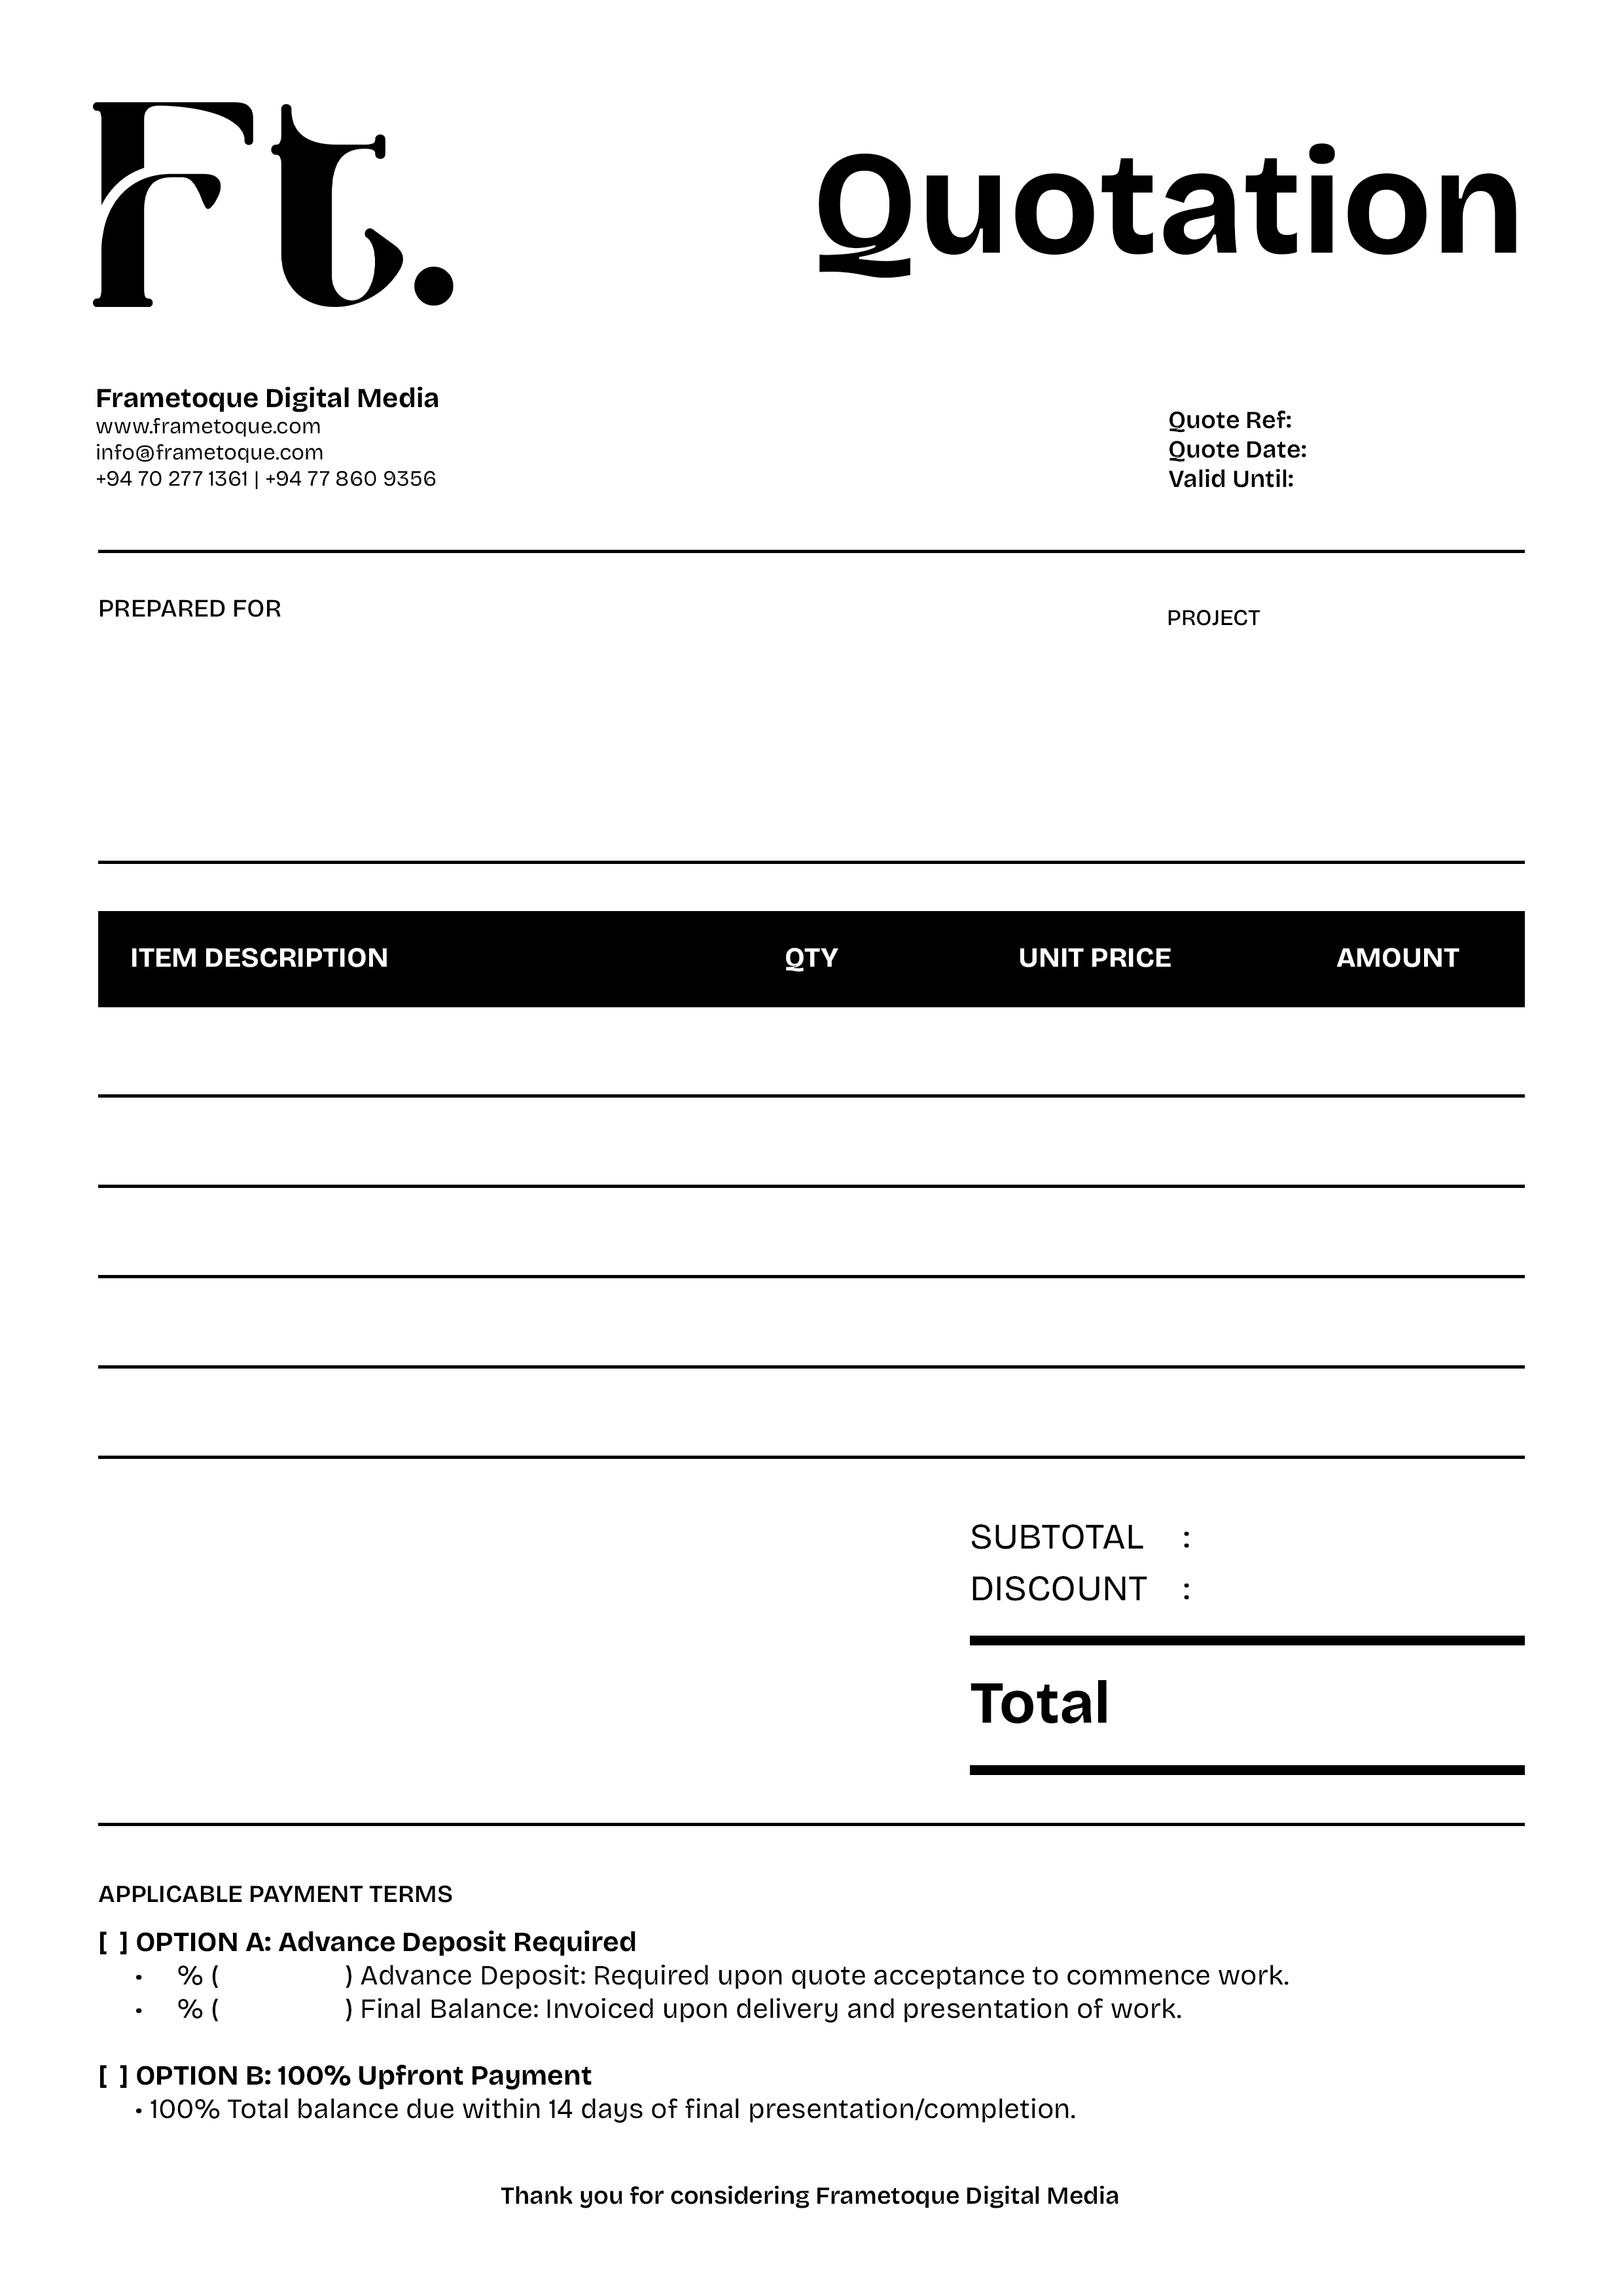 Ft.
Quotation
Frametoque Digital Media
www.frametoque.com
info@frametoque.com
+94 70 277 1361 | +94 77 860 9356
Quote Ref:
Quote Date:
Valid Until:
PREPARED FOR
PROJECT
ITEM DESCRIPTION QTY UNIT PRICE AMOUNT
SUBTOTAL :
DISCOUNT :
Total
APPLICABLE PAYMENT TERMS
[ ] OPTION A: Advance Deposit Required
• % ( ) Advance Deposit: Required upon quote acceptance to commence work.
• % ( ) Final Balance: Invoiced upon delivery and presentation of work.
[ ] OPTION B: 100% Upfront Payment
• 100% Total balance due within 14 days of final presentation/completion.
Thank you for considering Frametoque Digital Media